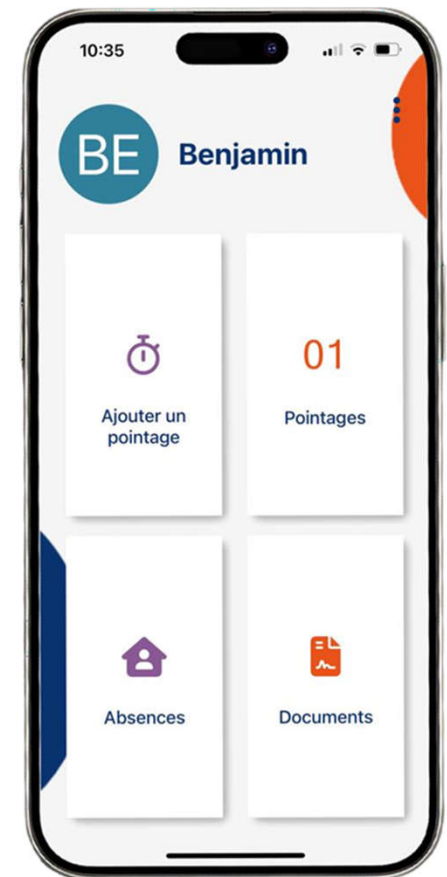 10:35
BE
Benjamin
01
Ajouter un
pointage
Pointages
Absences
Documents